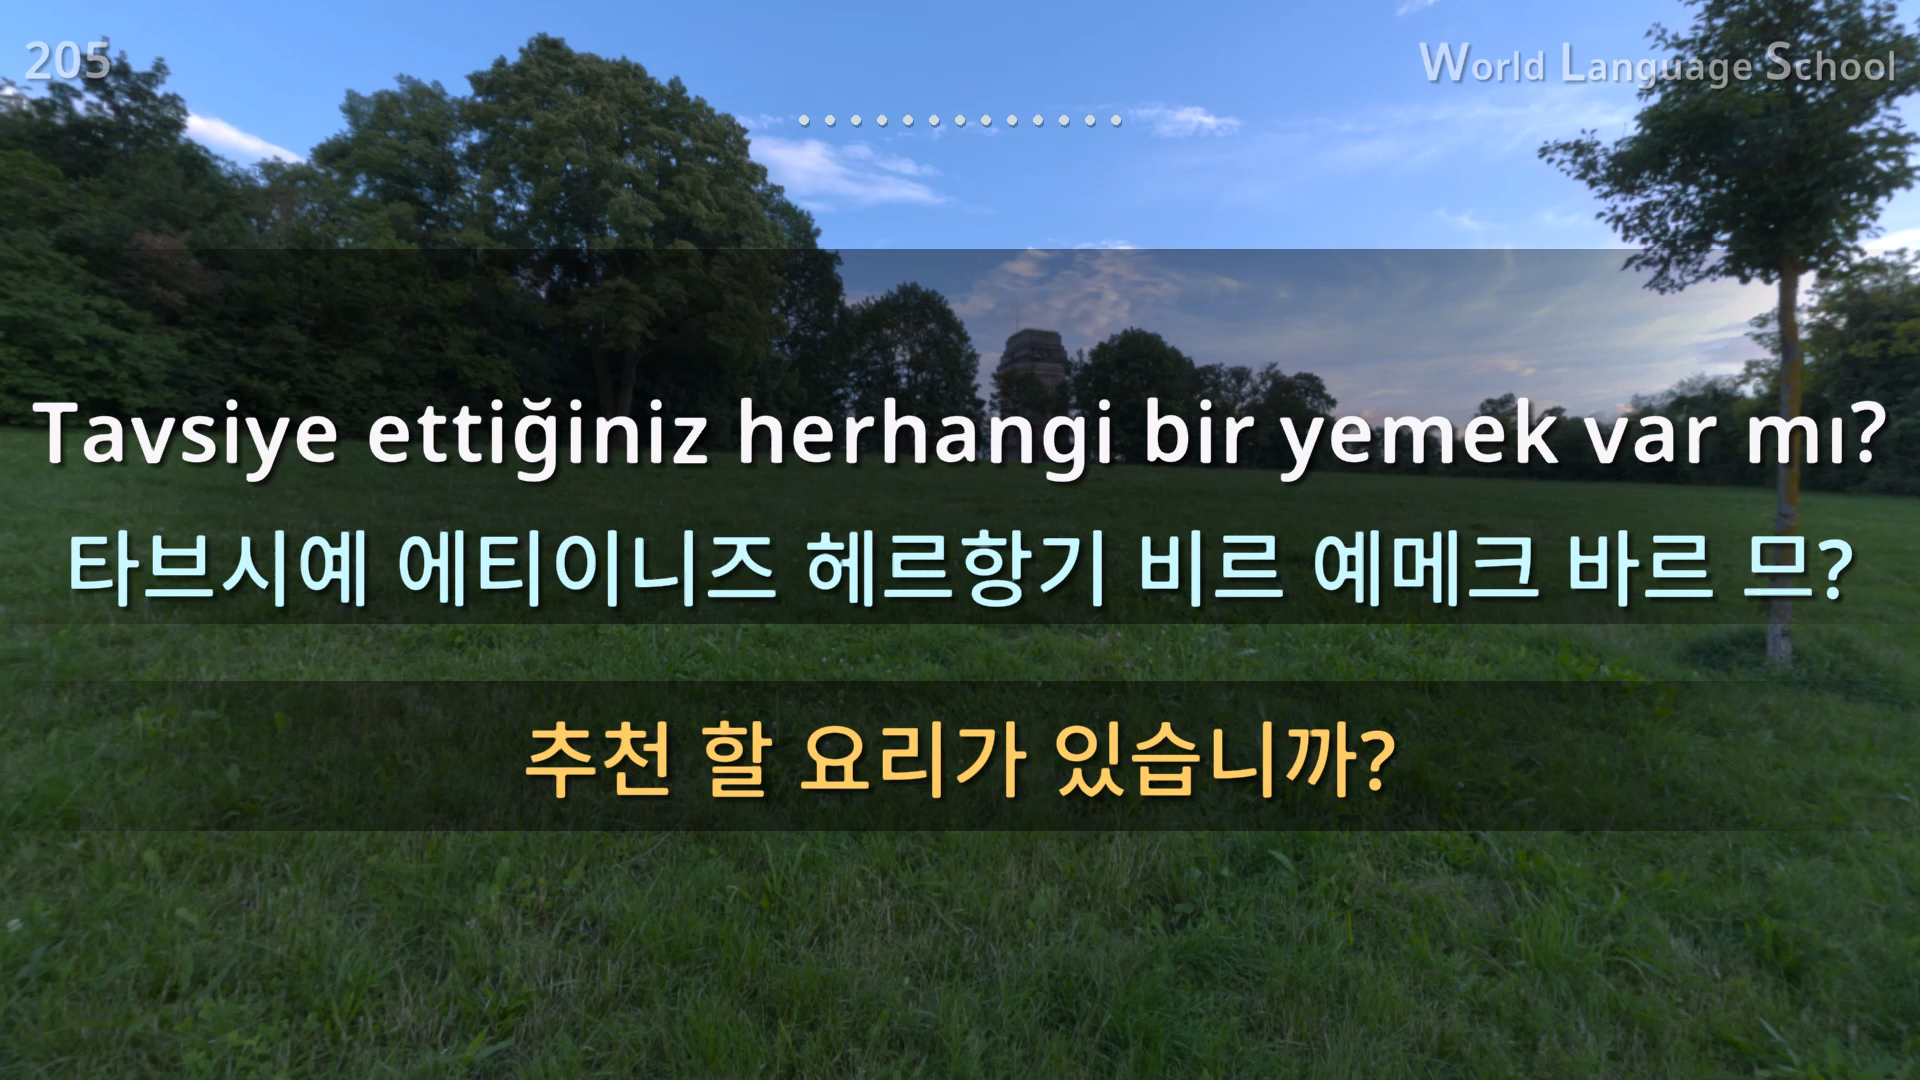 205
World Language School
Tavsiye ettiğiniz herhangi bir yemek var mı?
타브시예 에티이니즈 헤르항기 비르 예메크 바르 므?
추천 할 요리가 있습니까?